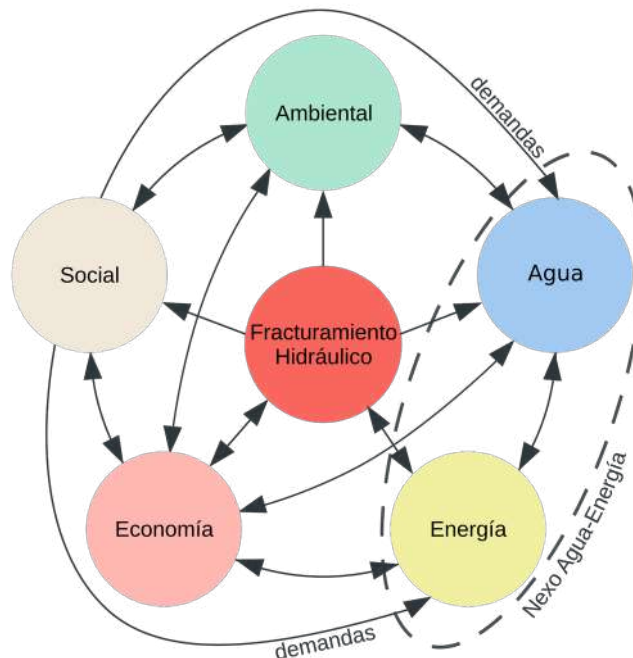 demandas
Ambiental
Social
Agua
Fracturamiento
Hidráulico
Economía
Energía
Nexo Agua-Energía
demandas